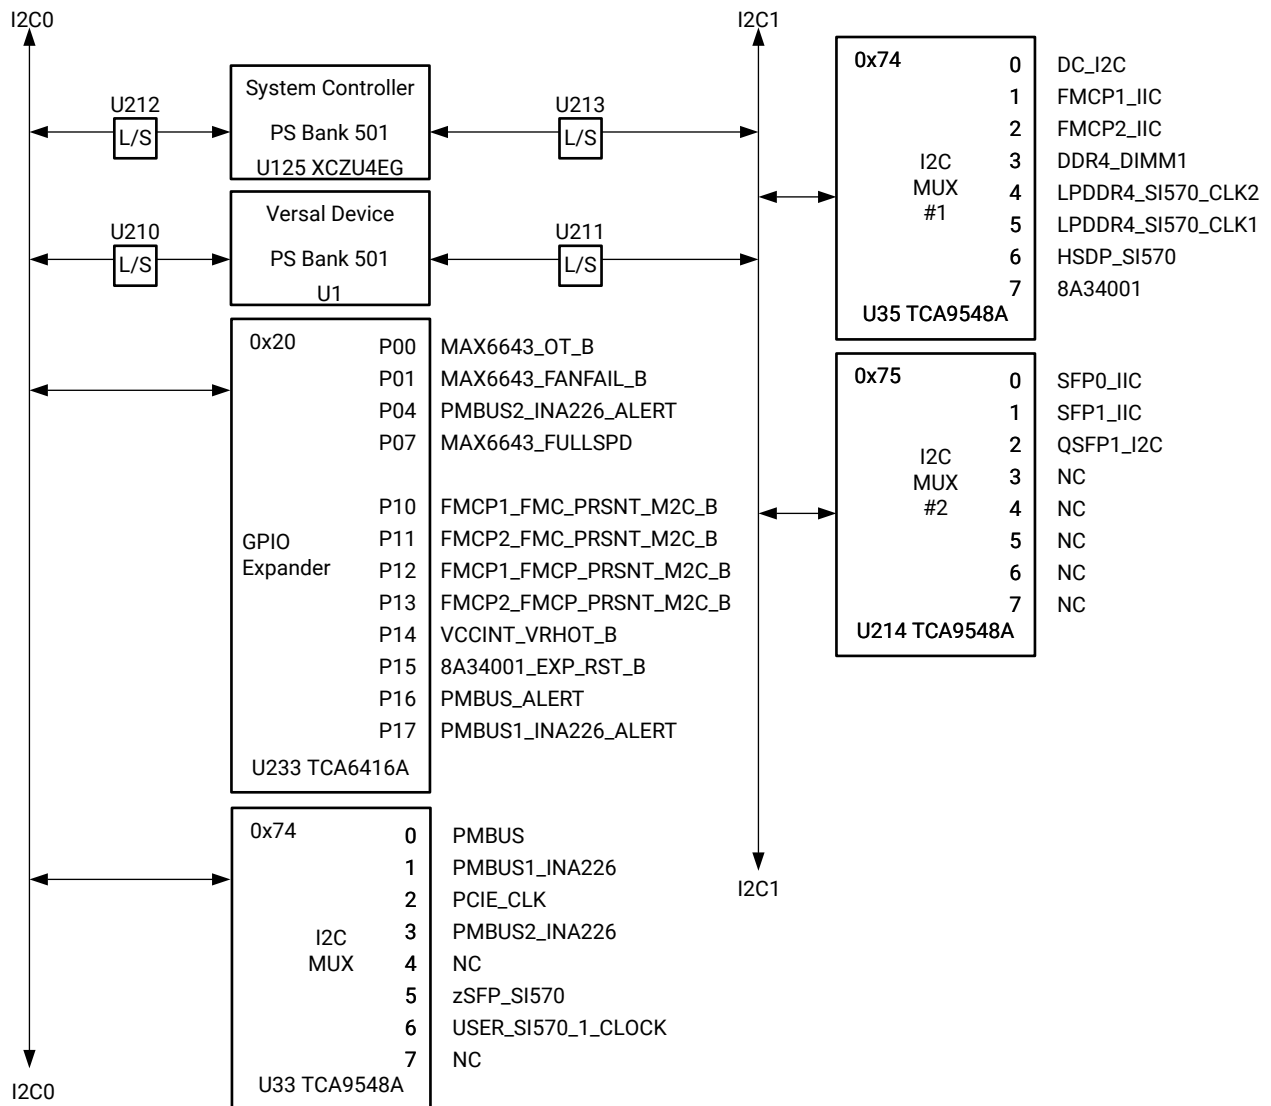 I2C0
I2C1
U212
L/S
System Controller
PS Bank 501
U125 XCZU4EG
U213
L/S
U210
L/S
Versal Device
PS Bank 501
U1
U211
L/S
0x20
GPIO
Expander
P00 MAX6643_OT_B
P01 MAX6643_FANFAIL_B
P04 PMBUS2_INA226_ALERT
P07 MAX6643_FULLSPD
P10 FMCP1_FMC_PRSNT_M2C_B
P11 FMCP2_FMC_PRSNT_M2C_B
P12 FMCP1_FMCP_PRSNT_M2C_B
P13 FMCP2_FMCP_PRSNT_M2C_B
P14 VCCINT_VRHOT_B
P15 8A34001_EXP_RST_B
P16 PMBUS_ALERT
P17 PMBUS1_INA226_ALERT
U233 TCA6416A
0x74
I2C
MUX
0 PMBUS
1 PMBUS1_INA226
2 PCIE_CLK
3 PMBUS2_INA226
4 NC
5 zSFP_SI570
6 USER_SI570_1_CLOCK
7 NC
U33 TCA9548A
I2C0
0x74
I2C
MUX
#1
0 DC_I2C
1 FMCP1_IIC
2 FMCP2_IIC
3 DDR4_DIMM1
4 LPDDR4_SI570_CLK2
5 LPDDR4_SI570_CLK1
6 HSDP_SI570
7 8A34001
U35 TCA9548A
0x75
I2C
MUX
#2
0 SFP0_IIC
1 SFP1_IIC
2 QSFP1_I2C
3 NC
4 NC
5 NC
6 NC
7 NC
U214 TCA9548A
I2C1